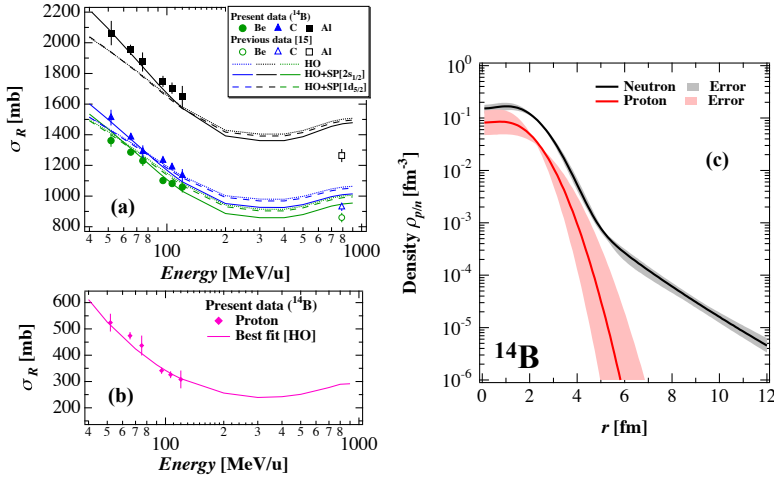 Present data (¹⁴B)
Be C Al
Previous data [15]
Be C Al
HO
HO+SP[2s₁/₂]
HO+SP[1d₅/₂]
2200
2000
1800
1600
1400
1200
1000
800
σ_R [mb]
(a)
4 5 6 7 8 100 2 3 4 5 6 7 8 1000
Energy [MeV/u]
600
500
400
300
200
σ_R [mb]
Present data (¹⁴B)
Proton
Best fit [HO]
(b)
4 5 6 7 8 100 2 3 4 5 6 7 8 1000
Energy [MeV/u]
10⁰
10⁻¹
10⁻²
10⁻³
10⁻⁴
10⁻⁵
10⁻⁶
Density ρ_p/n [fm⁻³]
Neutron Error
Proton Error
(c)
¹⁴B
0 2 4 6 8 10 12
r [fm]